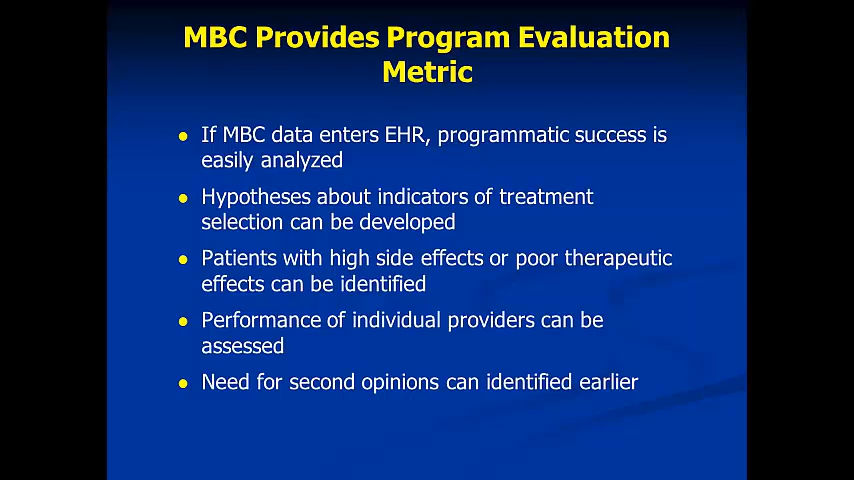 MBC Provides Program Evaluation
Metric
If MBC data enters EHR, programmatic success is
easily analyzed
Hypotheses about indicators of treatment
selection can be developed
Patients with high side effects or poor therapeutic
effects can be identified
Performance of individual providers can be
assessed
Need for second opinions can identified earlier